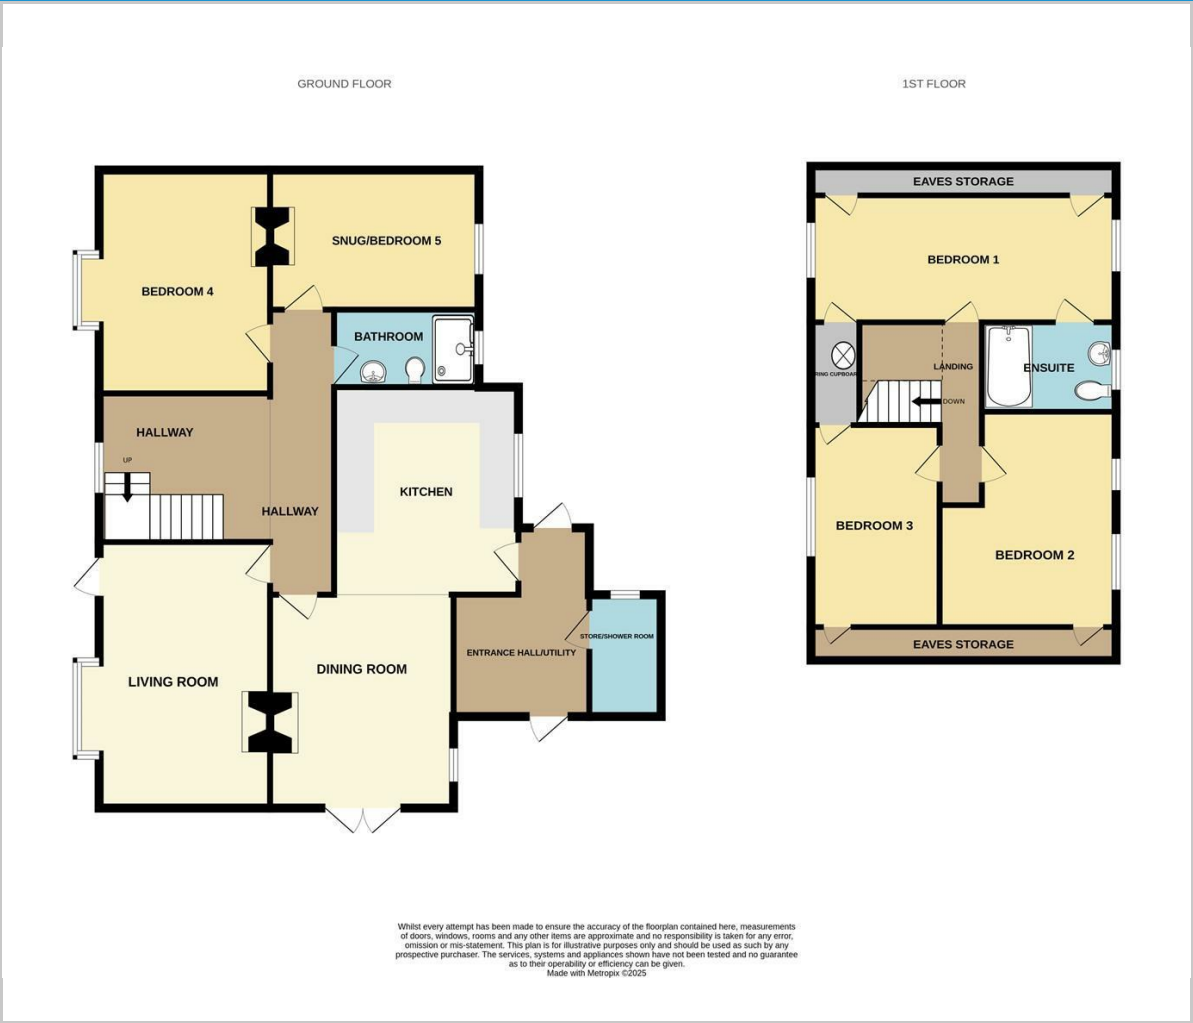 GROUND FLOOR
1ST FLOOR
BEDROOM 4
SNUG/BEDROOM 5
BATHROOM
HALLWAY
UP
HALLWAY
KITCHEN
LIVING ROOM
DINING ROOM
ENTRANCE HALL/UTILITY
STORE/SHOWER ROOM
EAVES STORAGE
BEDROOM 1
RING CUPBOAR
LANDING
DOWN
ENSUITE
BEDROOM 3
BEDROOM 2
EAVES STORAGE
Whilst every attempt has been made to ensure the accuracy of the floorplan contained here, measurements
of doors, windows, rooms and any other items are approximate and no responsibility is taken for any error,
omission or mis-statement. This plan is for illustrative purposes only and should be used as such by any
prospective purchaser. The services, systems and appliances shown have not been tested and no guarantee
as to their operability or efficiency can be given.
Made with Metropix ©2025